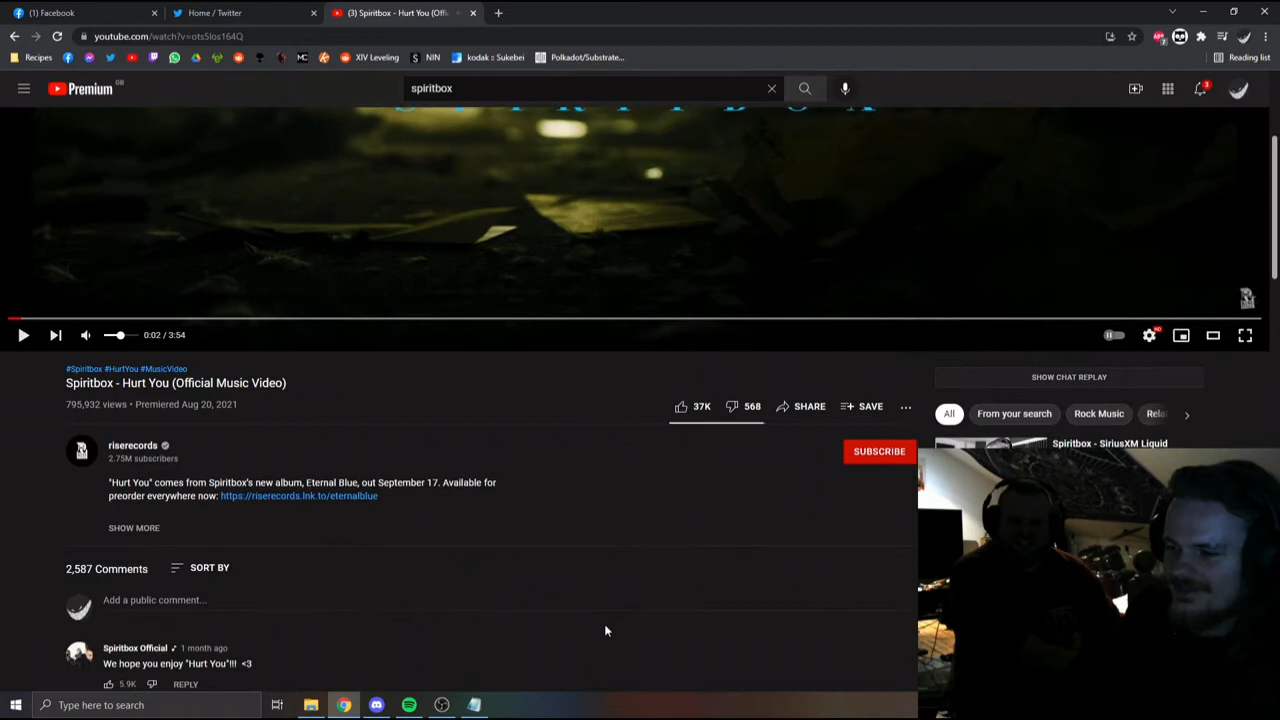 (1) Facebook
Home / Twitter
(3) Spiritbox - Hurt You (Offi
youtube.com/watch?v=ots5los164Q
Recipes
MC
XIV Leveling
NIN
kodak :: Sukebei
Polkadot/Substrate...
Reading list
Premium GB
spiritbox
3
S P I R I T B O X
0:02 / 3:54
HD
#Spiritbox #HurtYou #MusicVideo
Spiritbox - Hurt You (Official Music Video)
795,932 views • Premiered Aug 20, 2021
37K
568
SHARE
SAVE
SHOW CHAT REPLAY
All
From your search
Rock Music
Rela
riserecords
2.75M subscribers
SUBSCRIBE
Spiritbox - SiriusXM Liquid
"Hurt You" comes from Spiritbox's new album, Eternal Blue, out September 17. Available for
preorder everywhere now: https://riserecords.lnk.to/eternalblue
SHOW MORE
2,587 Comments
SORT BY
Add a public comment...
Spiritbox Official
1 month ago
We hope you enjoy "Hurt You"!!! <3
5.9K
REPLY
Type here to search